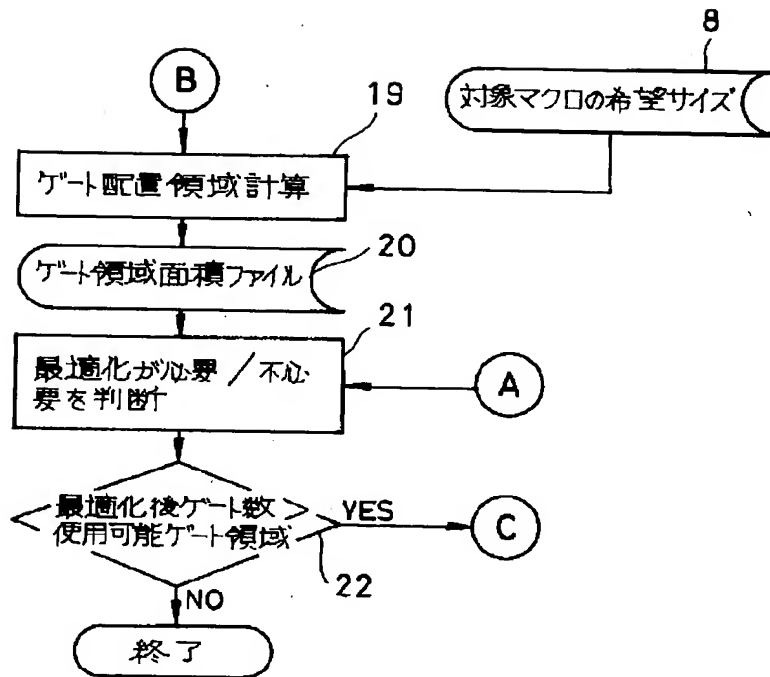 8
B
対象マクロの希望サイズ
19
ゲート配置領域計算
20
ゲート領域面積ファイル
21
最適化が必要/不必
要を判断
A
最適化後ゲート数>
使用可能ゲート領域
YES
C
22
NO
終了